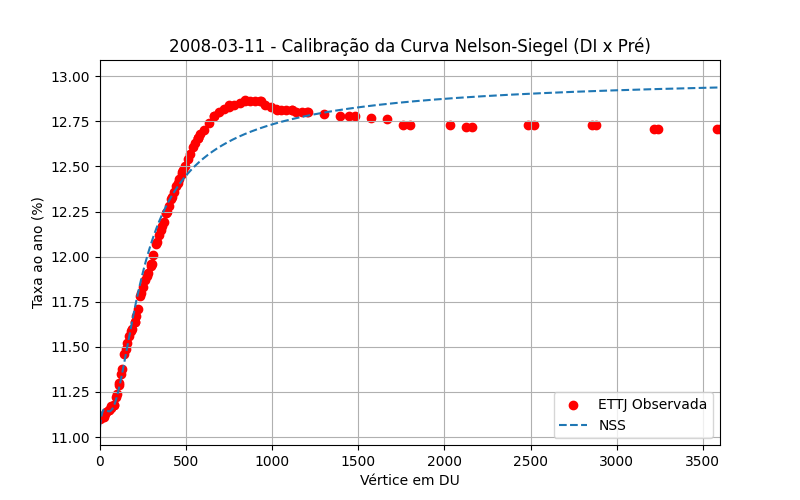 2008-03-11 - Calibração da Curva Nelson-Siegel (DI x Pré)
13.00
12.75
12.50
12.25
12.00
11.75
11.50
11.25
11.00
Taxa ao ano (%)
ETTJ Observada
NSS
0 500 1000 1500 2000 2500 3000 3500
Vértice em DU